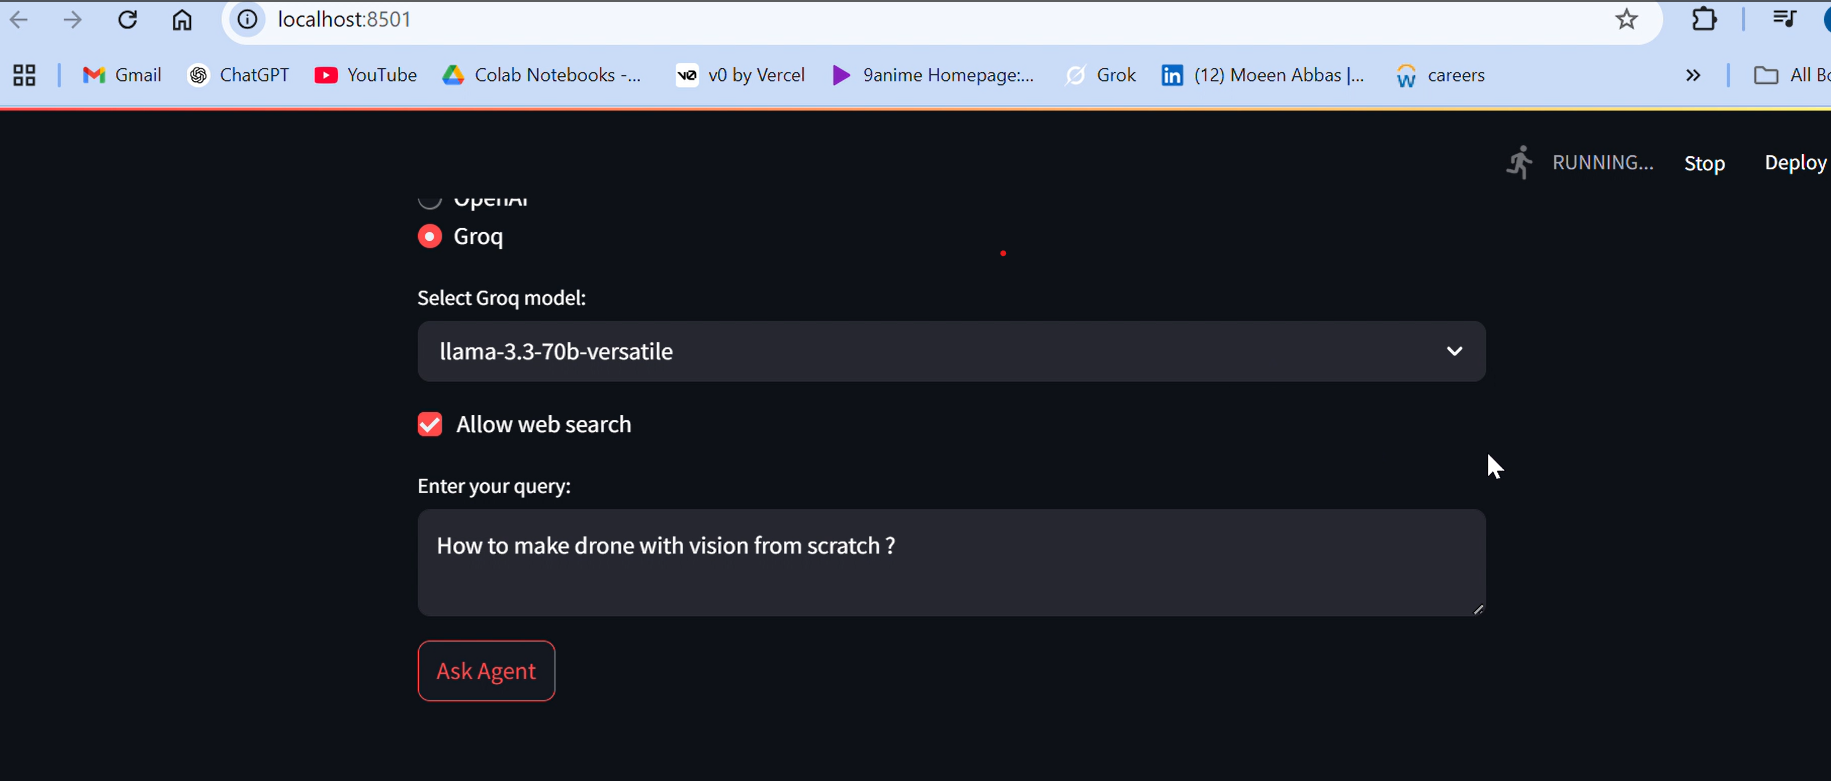 localhost:8501
Gmail ChatGPT YouTube Colab Notebooks -... v0 v0 by Vercel 9anime Homepage:... Grok in (12) Moeen Abbas |... careers » All Bo
RUNNING... Stop Deploy
OpenAI
Groq
Select Groq model:
llama-3.3-70b-versatile
Allow web search
Enter your query:
How to make drone with vision from scratch ?
Ask Agent